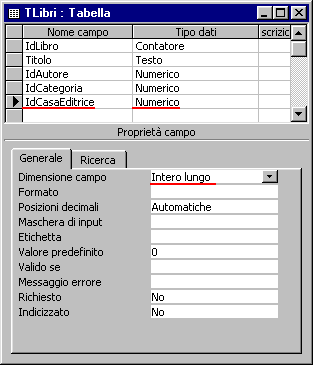 TLibri : Tabella
Nome campo Tipo dati scrizic
IdLibro Contatore
Titolo Testo
IdAutore Numerico
IdCategoria Numerico
IdCasaEditrice Numerico
Proprietà campo
Generale Ricerca
Dimensione campo Intero lungo
Formato
Posizioni decimali Automatiche
Maschera di input
Etichetta
Valore predefinito 0
Valido se
Messaggio errore
Richiesto No
Indicizzato No